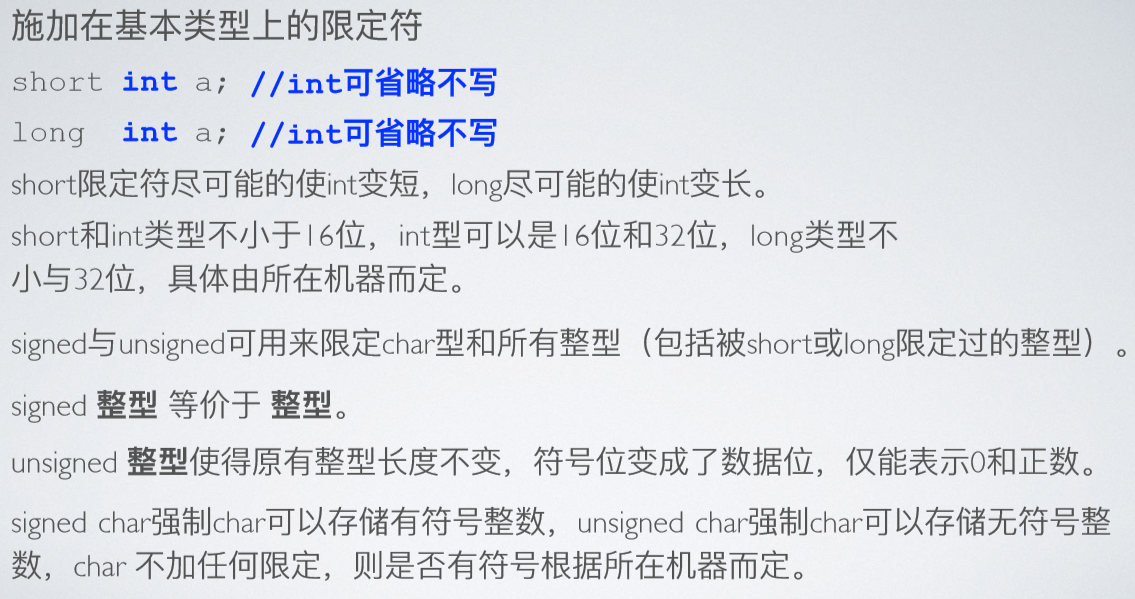 施加在基本类型上的限定符
short int a; //int可省略不写
long int a; //int可省略不写
short限定符尽可能的使int变短，long尽可能的使int变长。
short和int类型不小于16位，int型可以是16位和32位，long类型不
小与32位，具体由所在机器而定。
signed与unsigned可用来限定char型和所有整型（包括被short或long限定过的整型）。
signed 整型 等价于 整型。
unsigned 整型使得原有整型长度不变，符号位变成了数据位，仅能表示0和正数。
signed char强制char可以存储有符号整数，unsigned char强制char可以存储无符号整
数，char 不加任何限定，则是否有符号根据所在机器而定。